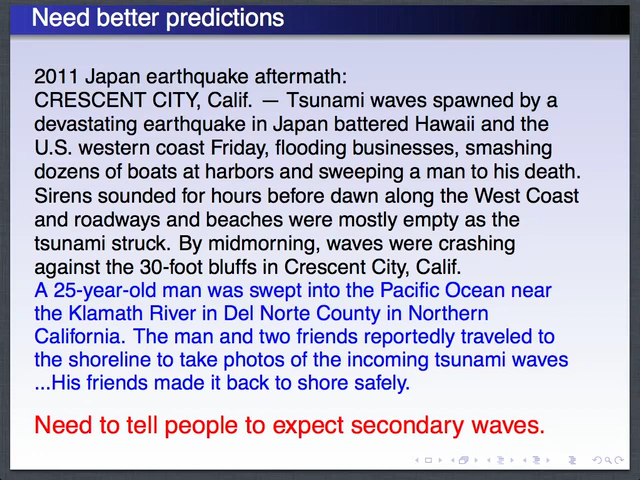 Need better predictions
2011 Japan earthquake aftermath:
CRESCENT CITY, Calif. — Tsunami waves spawned by a
devastating earthquake in Japan battered Hawaii and the
U.S. western coast Friday, flooding businesses, smashing
dozens of boats at harbors and sweeping a man to his death.
Sirens sounded for hours before dawn along the West Coast
and roadways and beaches were mostly empty as the
tsunami struck. By midmorning, waves were crashing
against the 30-foot bluffs in Crescent City, Calif.
A 25-year-old man was swept into the Pacific Ocean near
the Klamath River in Del Norte County in Northern
California. The man and two friends reportedly traveled to
the shoreline to take photos of the incoming tsunami waves
...His friends made it back to shore safely.
Need to tell people to expect secondary waves.